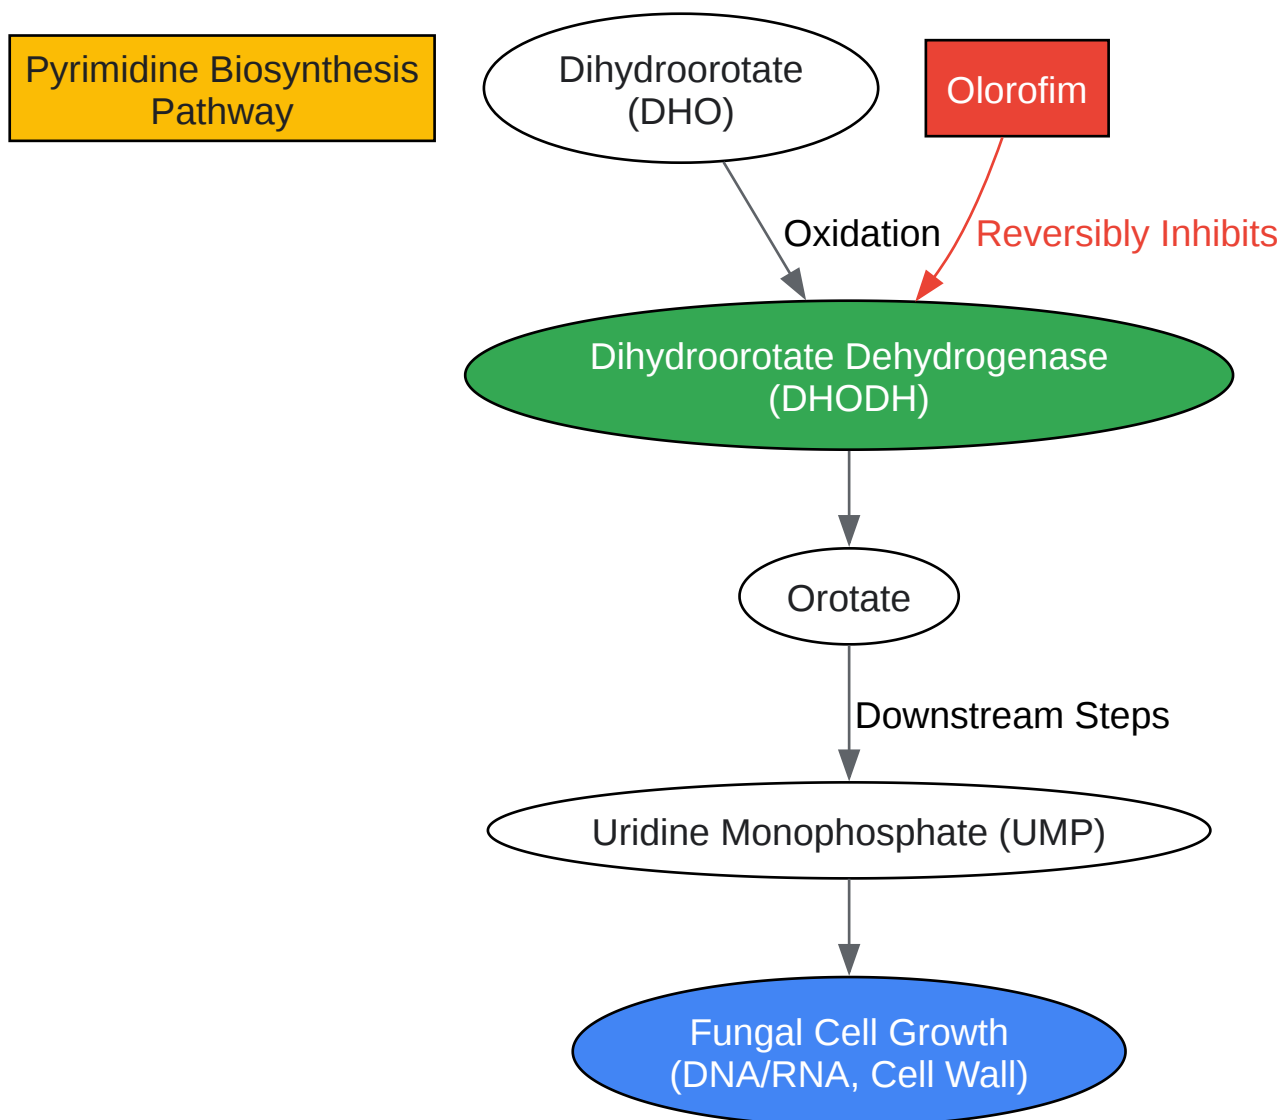 Pyrimidine Biosynthesis
Pathway
Dihydroorotate
(DHO)
Olorofim
Oxidation
Reversibly Inhibits
Dihydroorotate Dehydrogenase
(DHODH)
Orotate
Downstream Steps
Uridine Monophosphate (UMP)
Fungal Cell Growth
(DNA/RNA, Cell Wall)